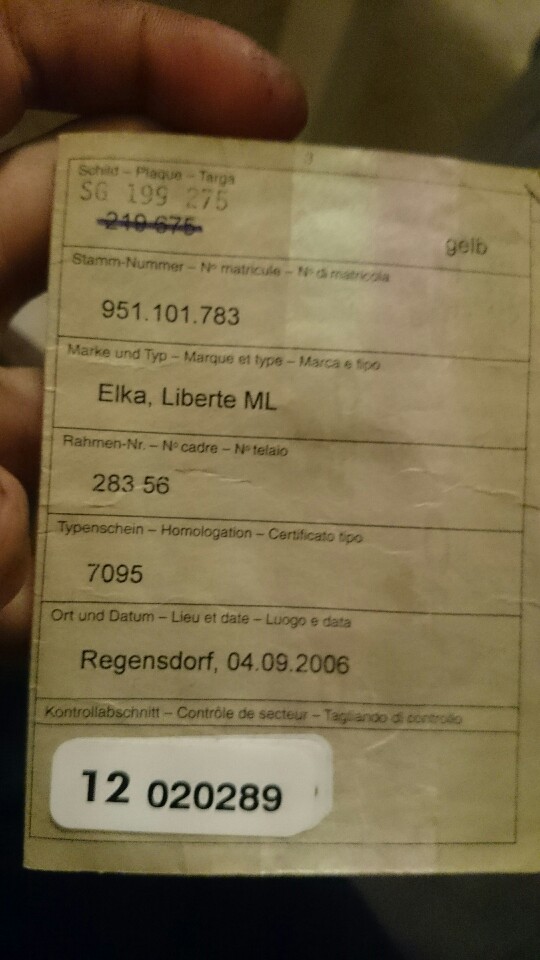 Schild – Plaque – Targa
SG 199 275
219 675
gelb
Stamm-Nummer – Nº matricule – Nº di matricola
951.101.783
Marke und Typ – Marque et type – Marca e tipo
Elka, Liberte ML
Rahmen-Nr. – Nº cadre – Nº telaio
283 56
Typenschein – Homologation – Certificato tipo
7095
Ort und Datum – Lieu et date – Luogo e data
Regensdorf, 04.09.2006
Kontrollabschnitt – Contrôle de secteur – Tagliando di controllo
12 020289